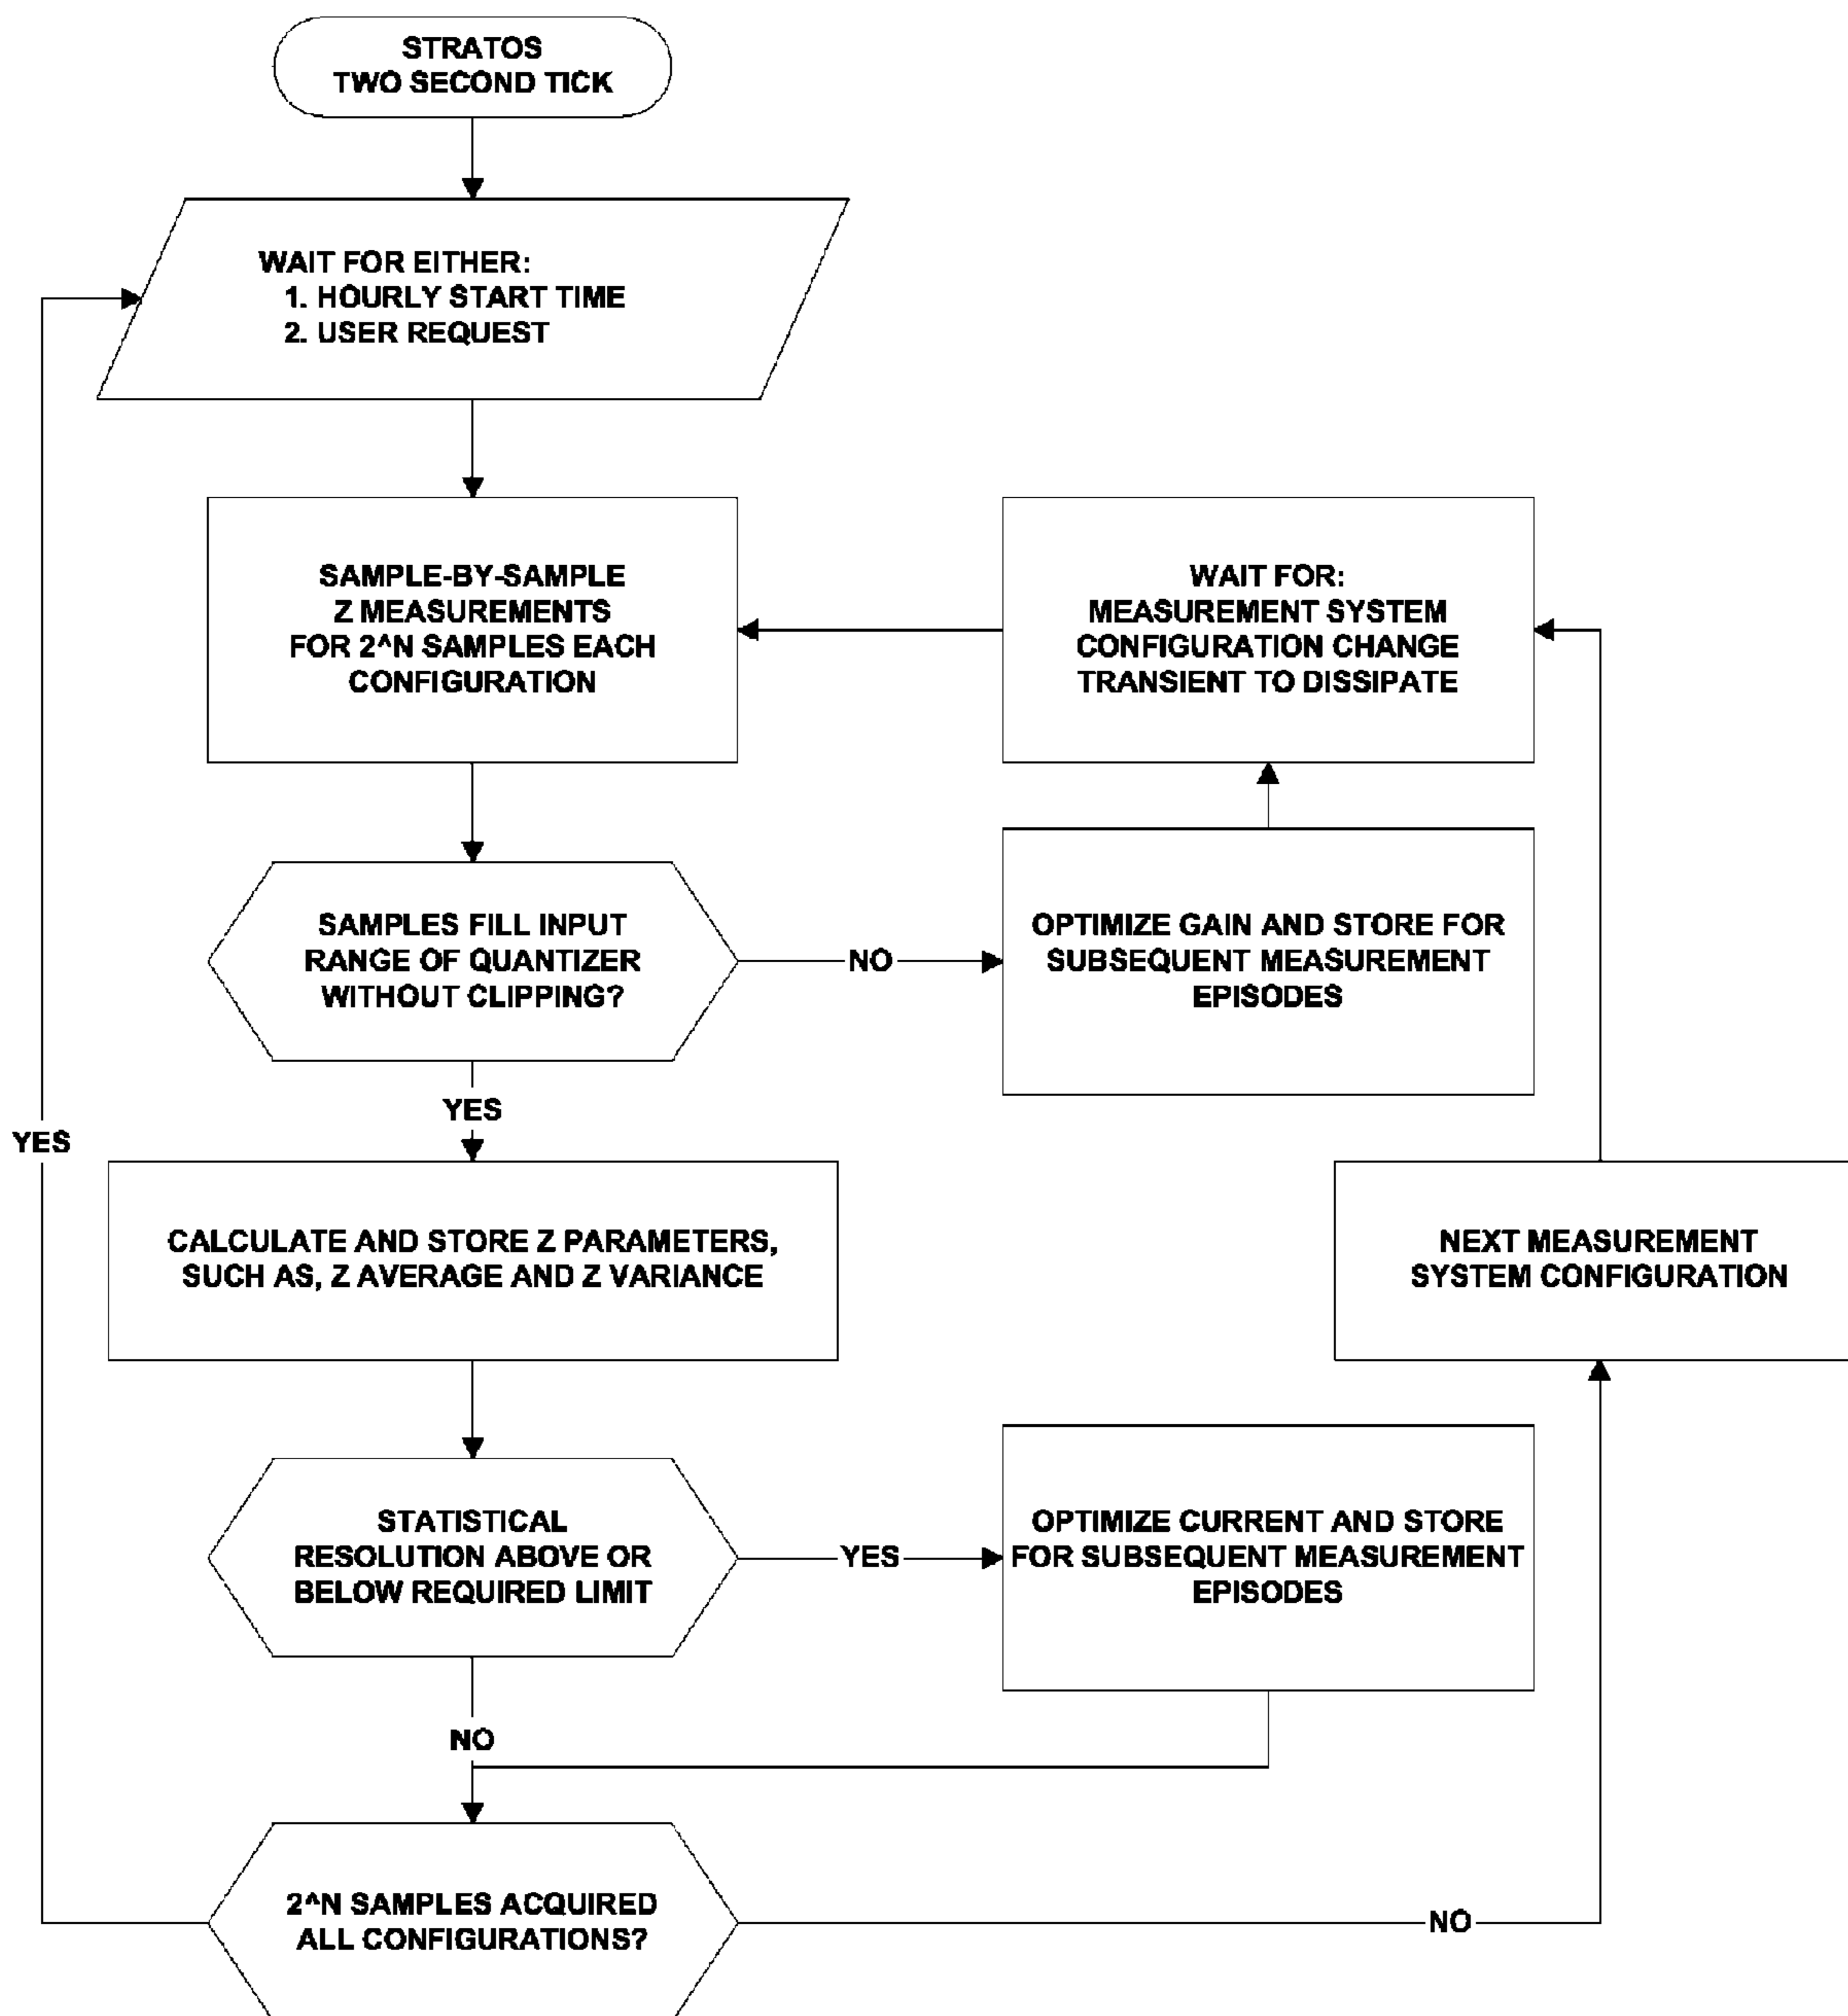 STRATOS
TWO SECOND TICK
WAIT FOR EITHER:
1. HOURLY START TIME
2. USER REQUEST
SAMPLE-BY-SAMPLE
Z MEASUREMENTS
FOR 2^N SAMPLES EACH
CONFIGURATION
WAIT FOR:
MEASUREMENT SYSTEM
CONFIGURATION CHANGE
TRANSIENT TO DISSIPATE
SAMPLES FILL INPUT
RANGE OF QUANTIZER
WITHOUT CLIPPING?
NO
OPTIMIZE GAIN AND STORE FOR
SUBSEQUENT MEASUREMENT
EPISODES
YES
YES
CALCULATE AND STORE Z PARAMETERS,
SUCH AS, Z AVERAGE AND Z VARIANCE
NEXT MEASUREMENT
SYSTEM CONFIGURATION
STATISTICAL
RESOLUTION ABOVE OR
BELOW REQUIRED LIMIT
YES
OPTIMIZE CURRENT AND STORE
FOR SUBSEQUENT MEASUREMENT
EPISODES
NO
2^N SAMPLES ACQUIRED
ALL CONFIGURATIONS?
NO